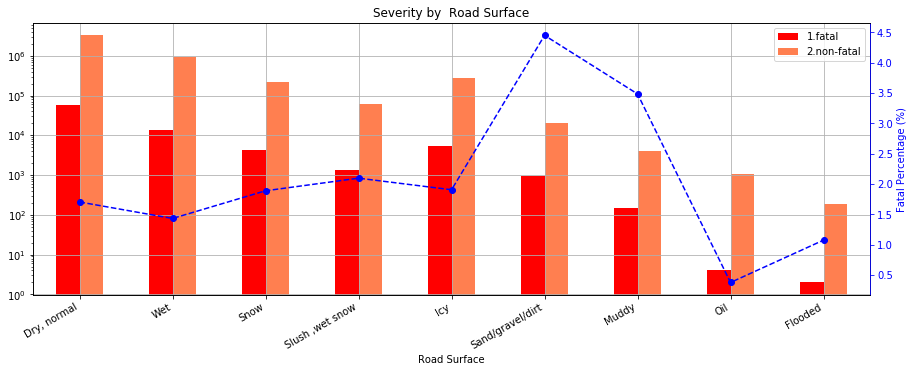 Severity by  Road Surface
1.fatal
2.non-fatal
10⁶
10⁵
10⁴
10³
10²
10¹
10⁰
4.5
4.0
3.5
3.0
2.5
2.0
1.5
1.0
0.5
Fatal Percentage (%)
Dry, normal
Wet
Snow
Slush ,wet snow
Icy
Sand/gravel/dirt
Muddy
Oil
Flooded
Road Surface